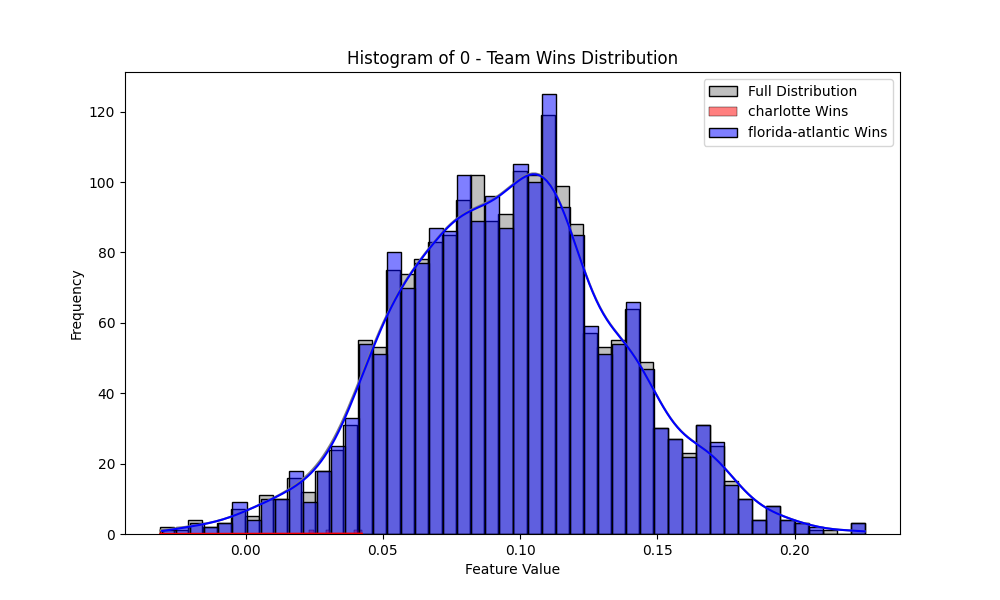 Histogram of 0 - Team Wins Distribution
Full Distribution
charlotte Wins
florida-atlantic Wins
Frequency
120
100
80
60
40
20
0
0.00 0.05 0.10 0.15 0.20
Feature Value